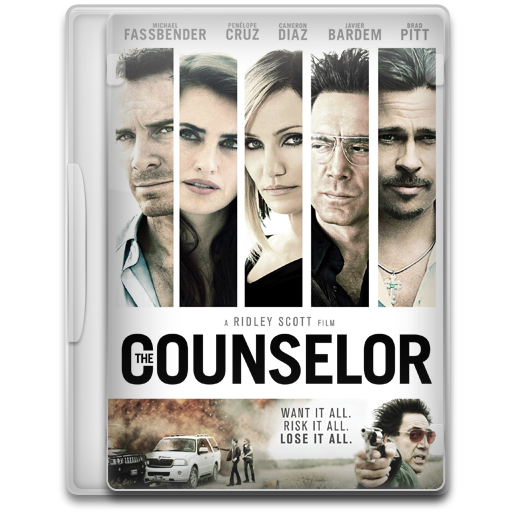 MICHAEL FASSBENDER
PENÉLOPE CRUZ
CAMERON DIAZ
JAVIER BARDEM
BRAD PITT
A RIDLEY SCOTT FILM
THE COUNSELOR
WANT IT ALL.
RISK IT ALL.
LOSE IT ALL.